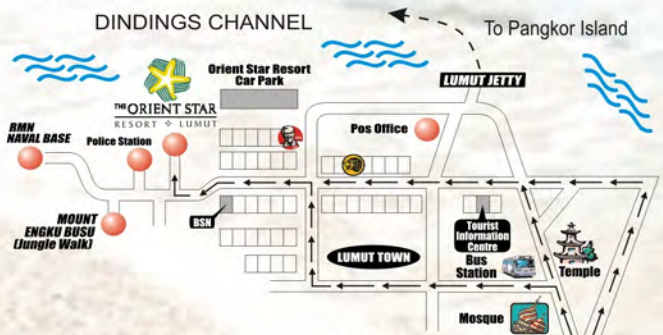 DINDINGS CHANNEL
To Pangkor Island
LUMUT JETTY
Orient Star Resort
Car Park
THE ORIENT STAR
RESORT ✧ LUMUT
RMN
NAVAL BASE
Police Station
Pos Office
MOUNT
ENGKU BUSU
(Jungle Walk)
BSN
LUMUT TOWN
Tourist
Information
Centre
Bus
Station
Temple
Mosque